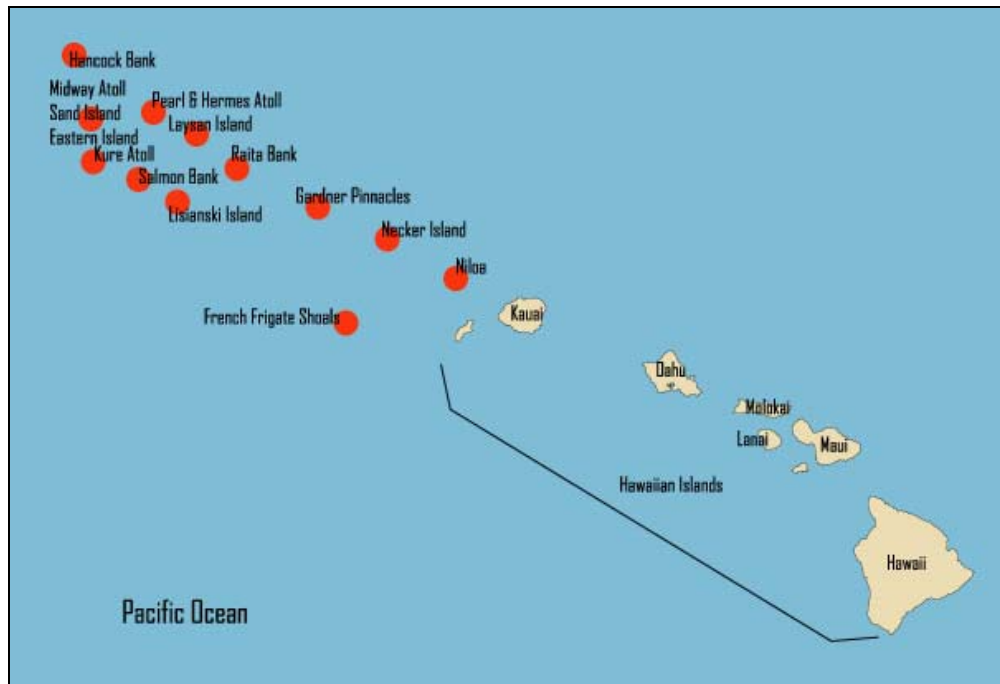 Hancock Bank
Midway Atoll
Sand Island
Eastern Island
Pearl & Hermes Atoll
Laysan Island
Kure Atoll
Raita Bank
Salmon Bank
Lisianski Island
Gardner Pinnacles
Necker Island
Niloa
French Frigate Shoals
Kauai
Oahu
Molokai
Lanai
Maui
Hawaiian Islands
Hawaii
Pacific Ocean